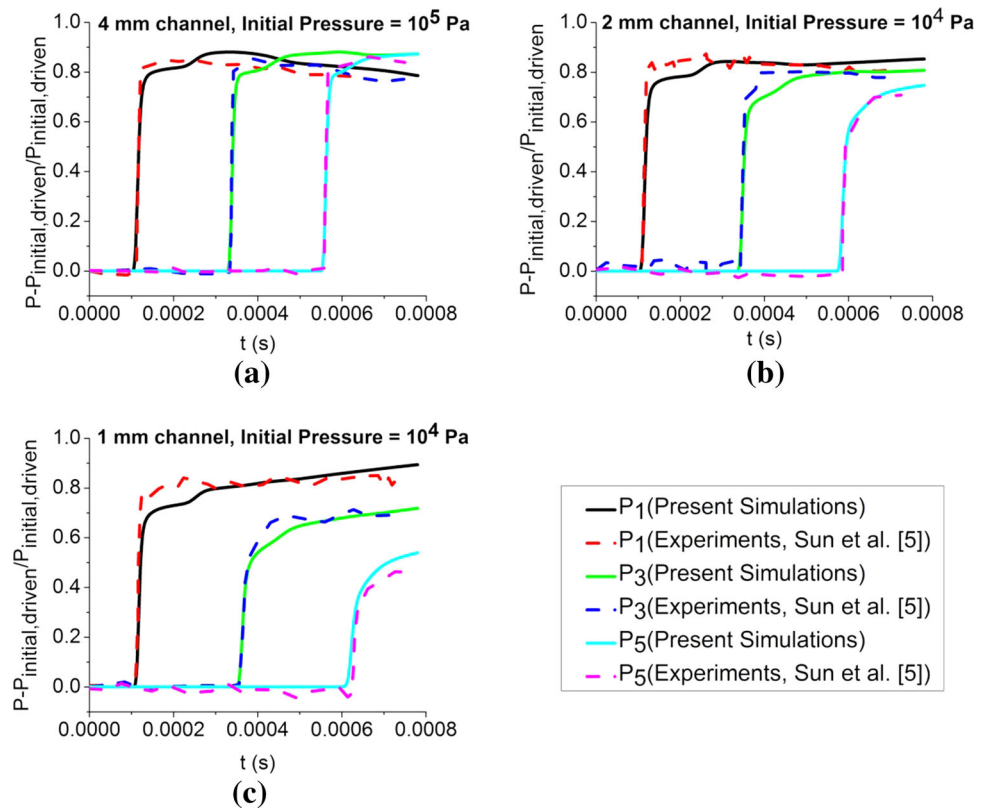 4 mm channel, Initial Pressure = 10⁵ Pa
P-Pinitial,driven/Pinitial,driven
1.0
0.8
0.6
0.4
0.2
0.0
0.0000 0.0002 0.0004 0.0006 0.0008
t (s)
(a)
2 mm channel, Initial Pressure = 10⁴ Pa
P-Pinitial,driven/Pinitial,driven
1.0
0.8
0.6
0.4
0.2
0.0
0.0000 0.0002 0.0004 0.0006 0.0008
t (s)
(b)
1 mm channel, Initial Pressure = 10⁴ Pa
P-Pinitial,driven/Pinitial,driven
1.0
0.8
0.6
0.4
0.2
0.0
0.0000 0.0002 0.0004 0.0006 0.0008
t (s)
(c)
P₁(Present Simulations)
P₁(Experiments, Sun et al. [5])
P₃(Present Simulations)
P₃(Experiments, Sun et al. [5])
P₅(Present Simulations)
P₅(Experiments, Sun et al. [5])